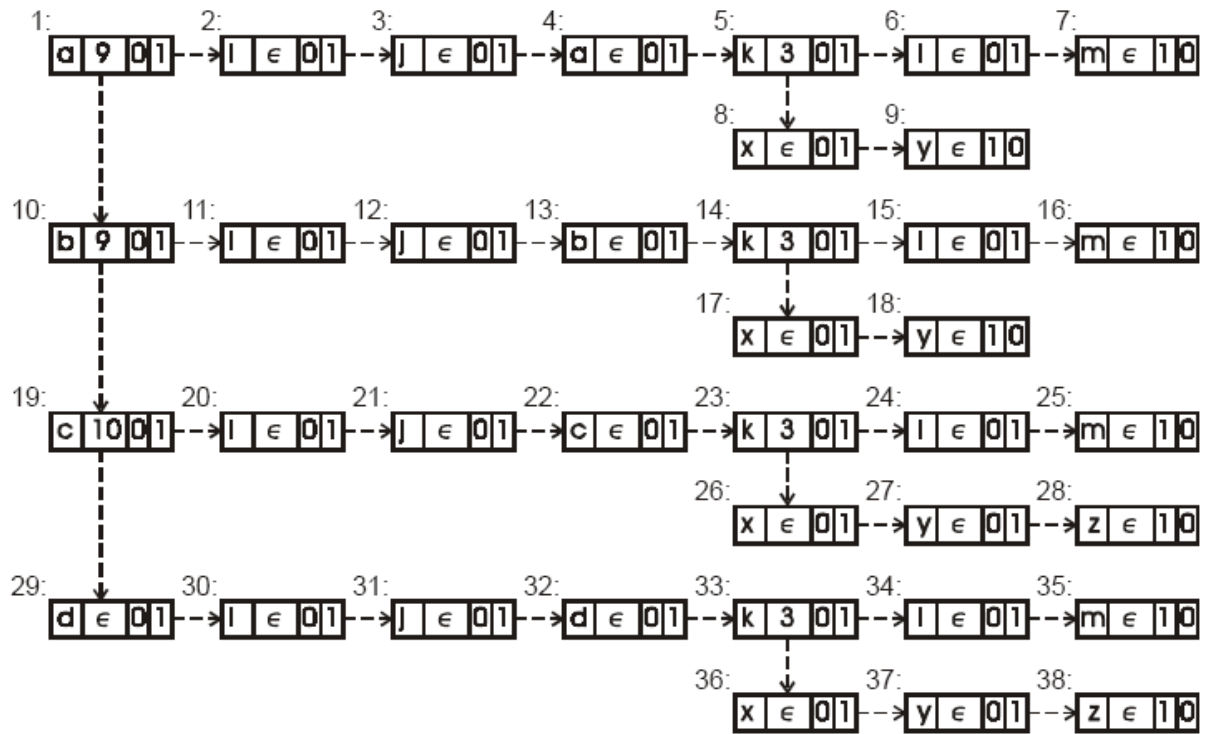 1: 2: 3: 4: 5: 6: 7:
a 9 0 1 i ϵ 0 1 j ϵ 0 1 a ϵ 0 1 k 3 0 1 l ϵ 0 1 m ϵ 1 0
8: 9:
x ϵ 0 1 y ϵ 1 0
10: 11: 12: 13: 14: 15: 16:
b 9 0 1 i ϵ 0 1 j ϵ 0 1 b ϵ 0 1 k 3 0 1 l ϵ 0 1 m ϵ 1 0
17: 18:
x ϵ 0 1 y ϵ 1 0
19: 20: 21: 22: 23: 24: 25:
c 10 0 1 i ϵ 0 1 j ϵ 0 1 c ϵ 0 1 k 3 0 1 l ϵ 0 1 m ϵ 1 0
26: 27: 28:
x ϵ 0 1 y ϵ 0 1 z ϵ 1 0
29: 30: 31: 32: 33: 34: 35:
d ϵ 0 1 i ϵ 0 1 j ϵ 0 1 d ϵ 0 1 k 3 0 1 l ϵ 0 1 m ϵ 1 0
36: 37: 38:
x ϵ 0 1 y ϵ 0 1 z ϵ 1 0